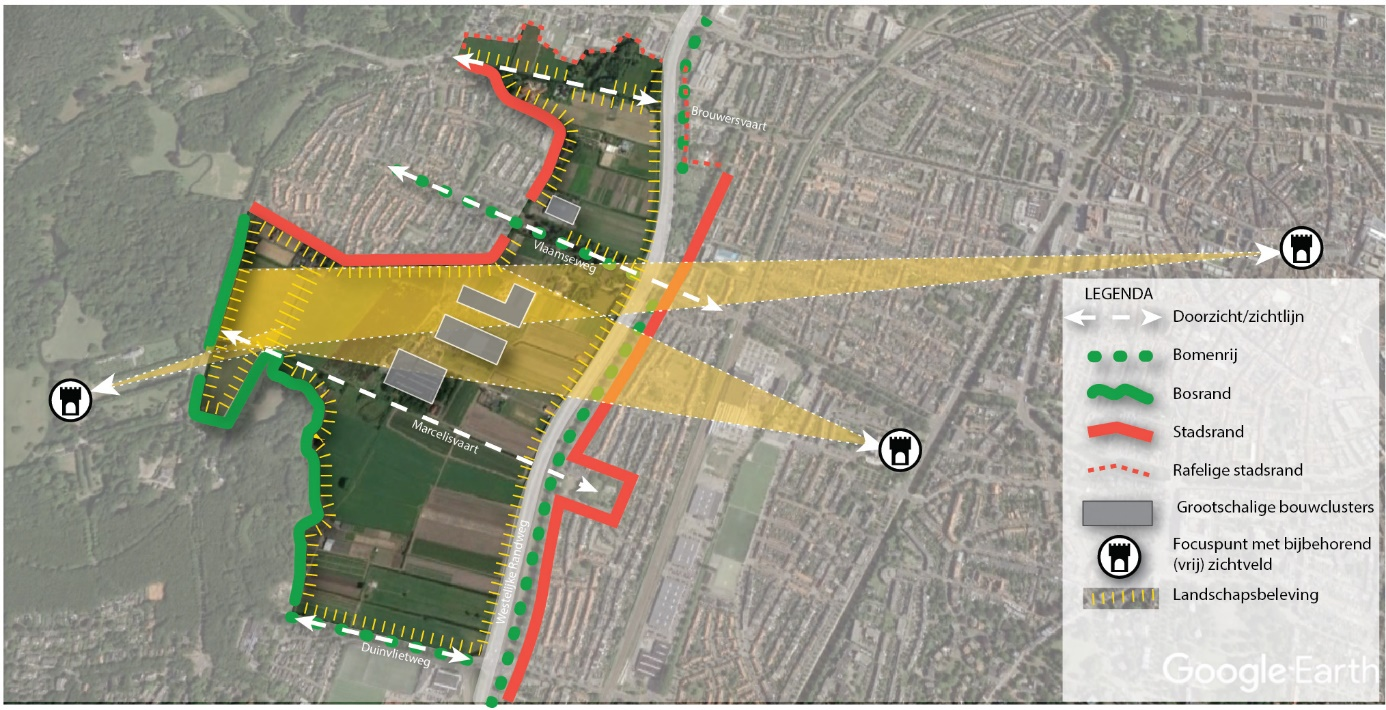 Brouwersvaart
Vlaamseweg
Marcelisvaart
Westelijke Randweg
Duinvlietweg
LEGENDA
Doorzicht/zichtlijn
Bomenrij
Bosrand
Stadsrand
Rafelige stadsrand
Grootschalige bouwclusters
Focuspunt met bijbehorend
(vrij) zichtveld
Landschapsbeleving
Google Earth